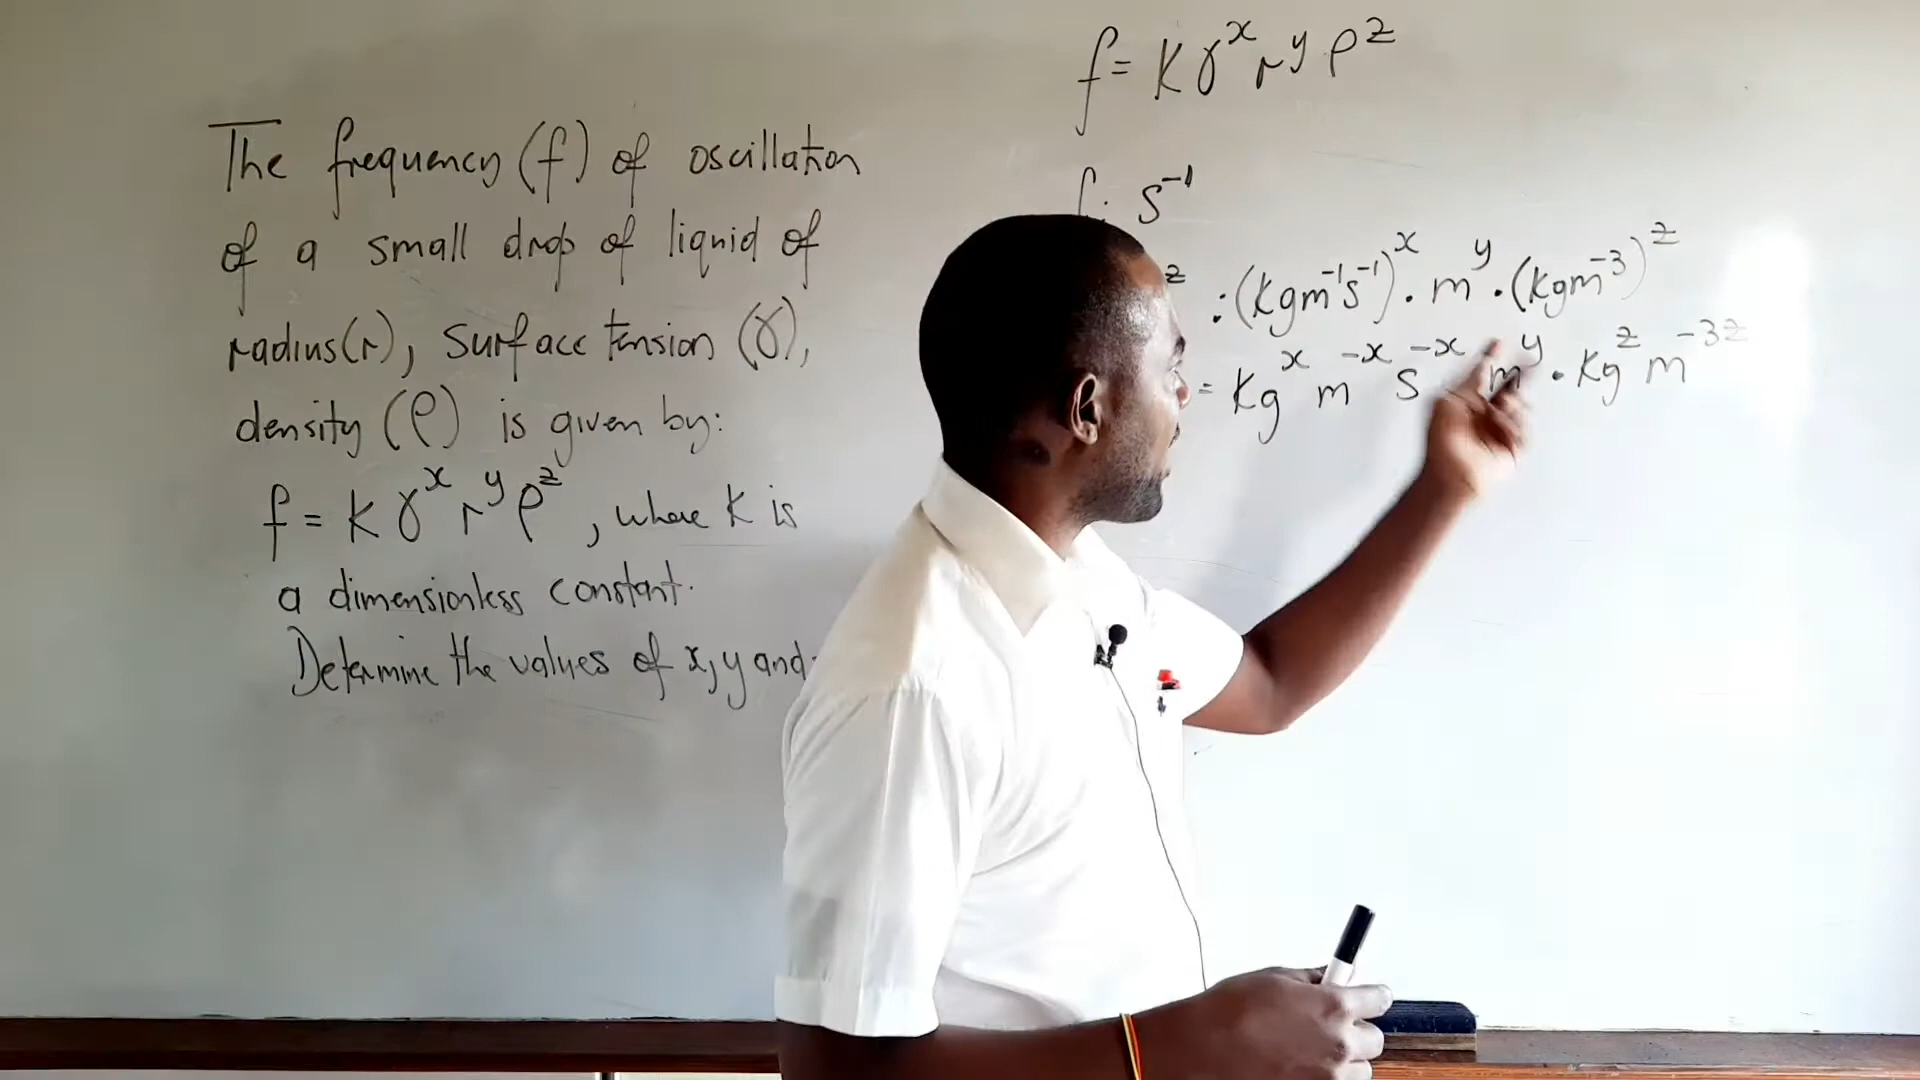 The frequency (f) of oscillation
of a small drop of liquid of
radius(r), surface tension (γ),
density (ρ) is given by:
f = k γ^x r^y ρ^z , where k is
a dimensionless constant.
Determine the values of x, y and
f = k γ^x r^y ρ^z
f: s^-1
z : (kgm^-1s^-1)^x . m^y . (kgm^-3)^z
= kg^x m^-x s^-x m^y . kg^z m^-3z